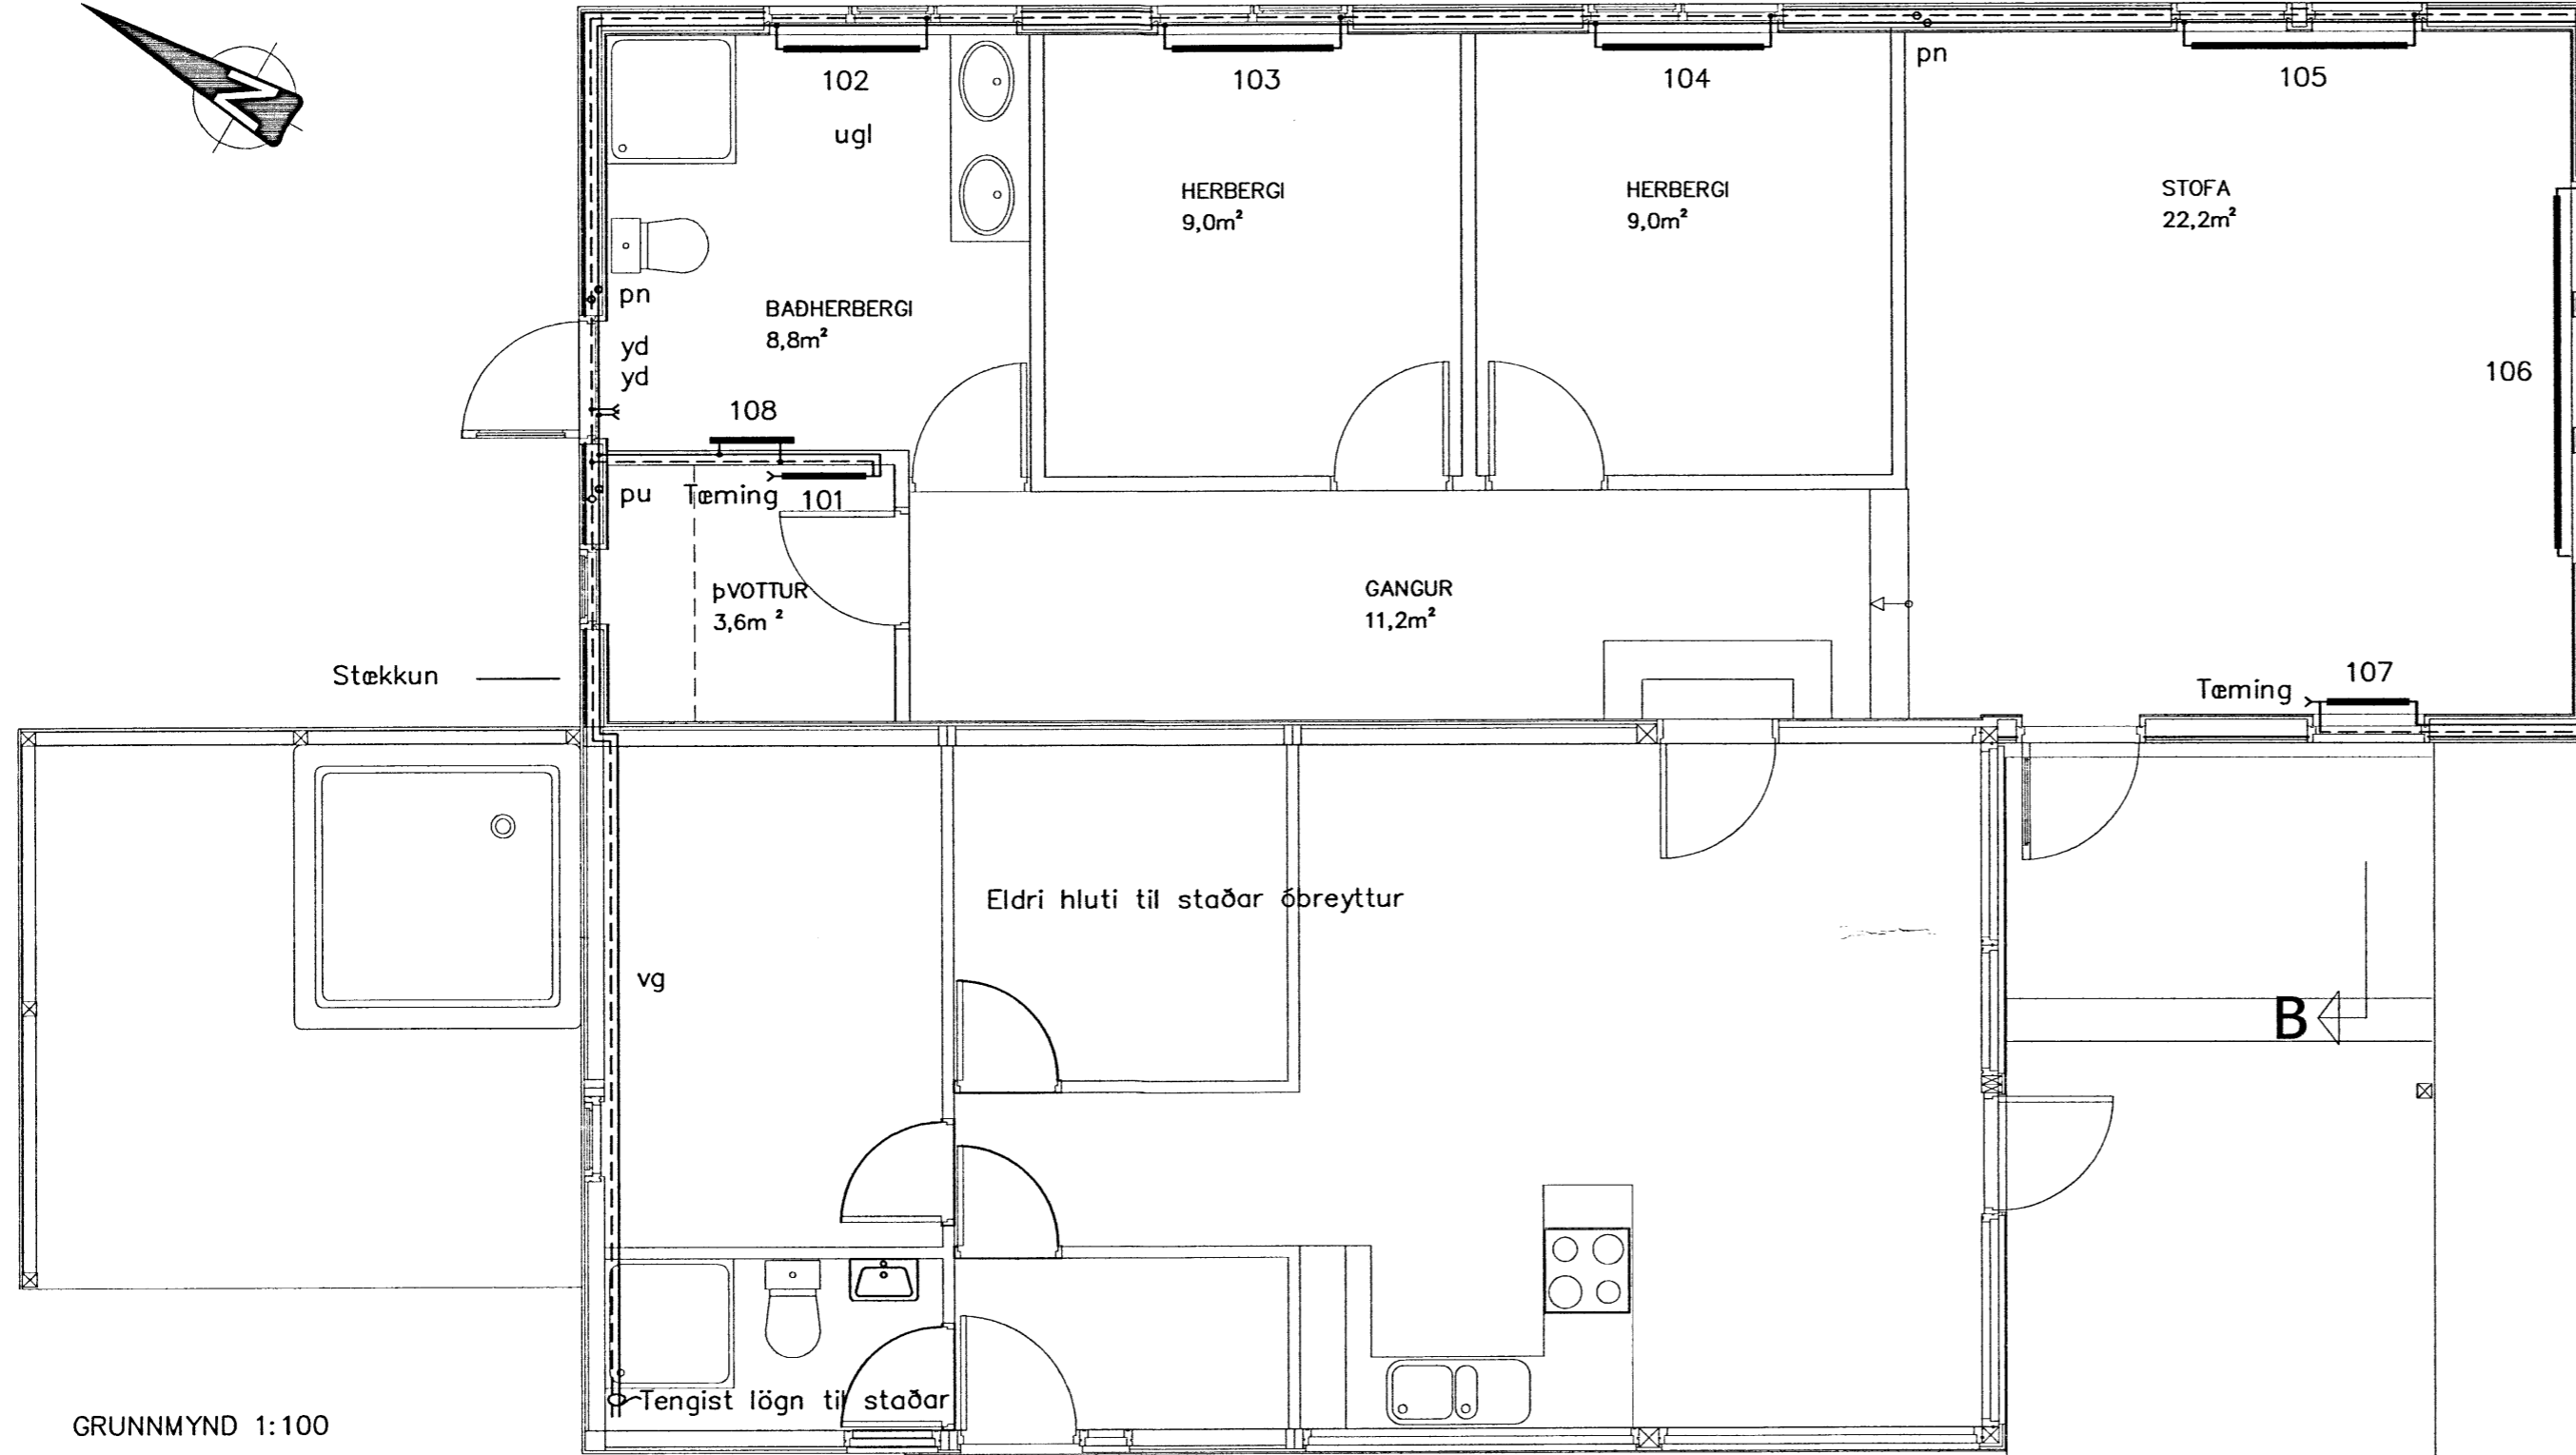 N
102
103
104
pn
105
ugl
HERBERGI
9,0m²
HERBERGI
9,0m²
STOFA
22,2m²
pn
BAÐHERBERGI
8,8m²
yd
yd
106
108
pu
Tæming
101
ÞVOTTUR
3,6m²
GANGUR
11,2m²
Stækkun
107
Tæming
Eldri hluti til staðar óbreyttur
vg
B
Tengist lögn til staðar
GRUNNMYND 1:100